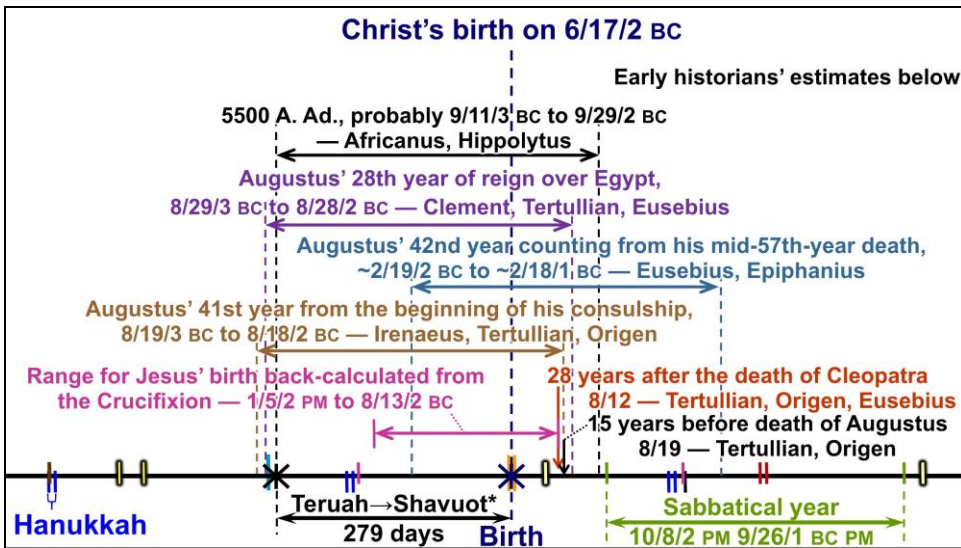 Christ's birth on 6/17/2 BC
Early historians' estimates below
5500 A. Ad., probably 9/11/3 BC to 9/29/2 BC
— Africanus, Hippolytus
Augustus' 28th year of reign over Egypt,
8/29/3 BC to 8/28/2 BC — Clement, Tertullian, Eusebius
Augustus' 42nd year counting from his mid-57th-year death,
~2/19/2 BC to ~2/18/1 BC — Eusebius, Epiphanius
Augustus' 41st year from the beginning of his consulship,
8/19/3 BC to 8/18/2 BC — Irenaeus, Tertullian, Origen
Range for Jesus' birth back-calculated from
the Crucifixion — 1/5/2 PM to 8/13/2 BC
28 years after the death of Cleopatra
8/12 — Tertullian, Origen, Eusebius
15 years before death of Augustus
8/19 — Tertullian, Origen
Hanukkah
Teruah→Shavuot*
279 days
Birth
Sabbatical year
10/8/2 PM 9/26/1 BC PM